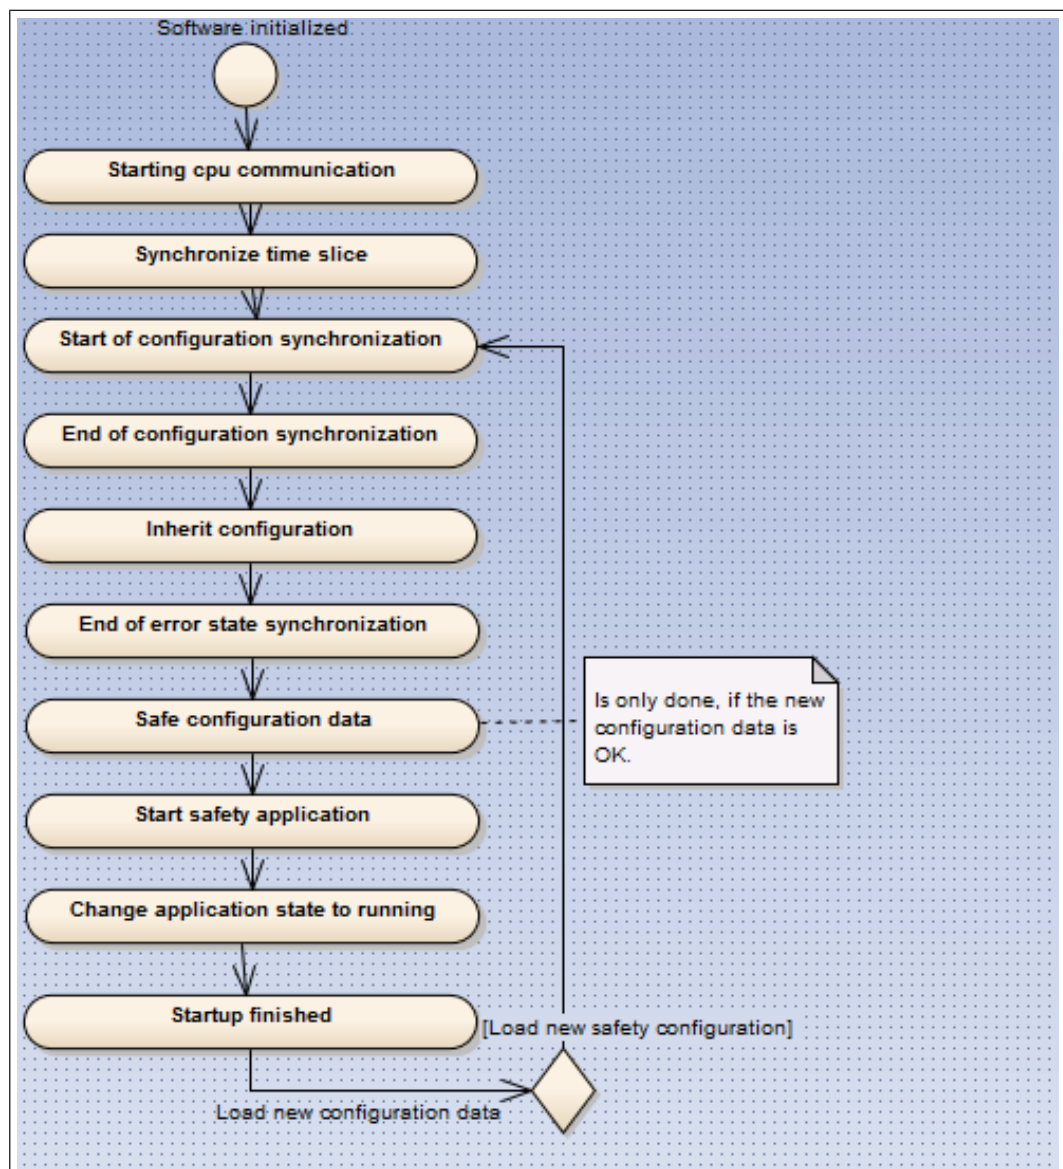 Software initialized
Starting cpu communication
Synchronize time slice
Start of configuration synchronization
End of configuration synchronization
Inherit configuration
End of error state synchronization
Safe configuration data
Is only done, if the new
configuration data is
OK.
Start safety application
Change application state to running
Startup finished
[Load new safety configuration]
Load new configuration data